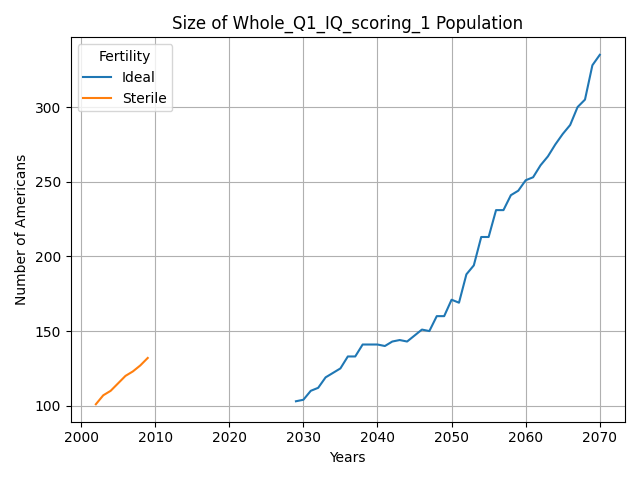 Size of Whole_Q1_IQ_scoring_1 Population
Fertility
Ideal
Sterile
Number of Americans
300
250
200
150
100
2000 2010 2020 2030 2040 2050 2060 2070
Years